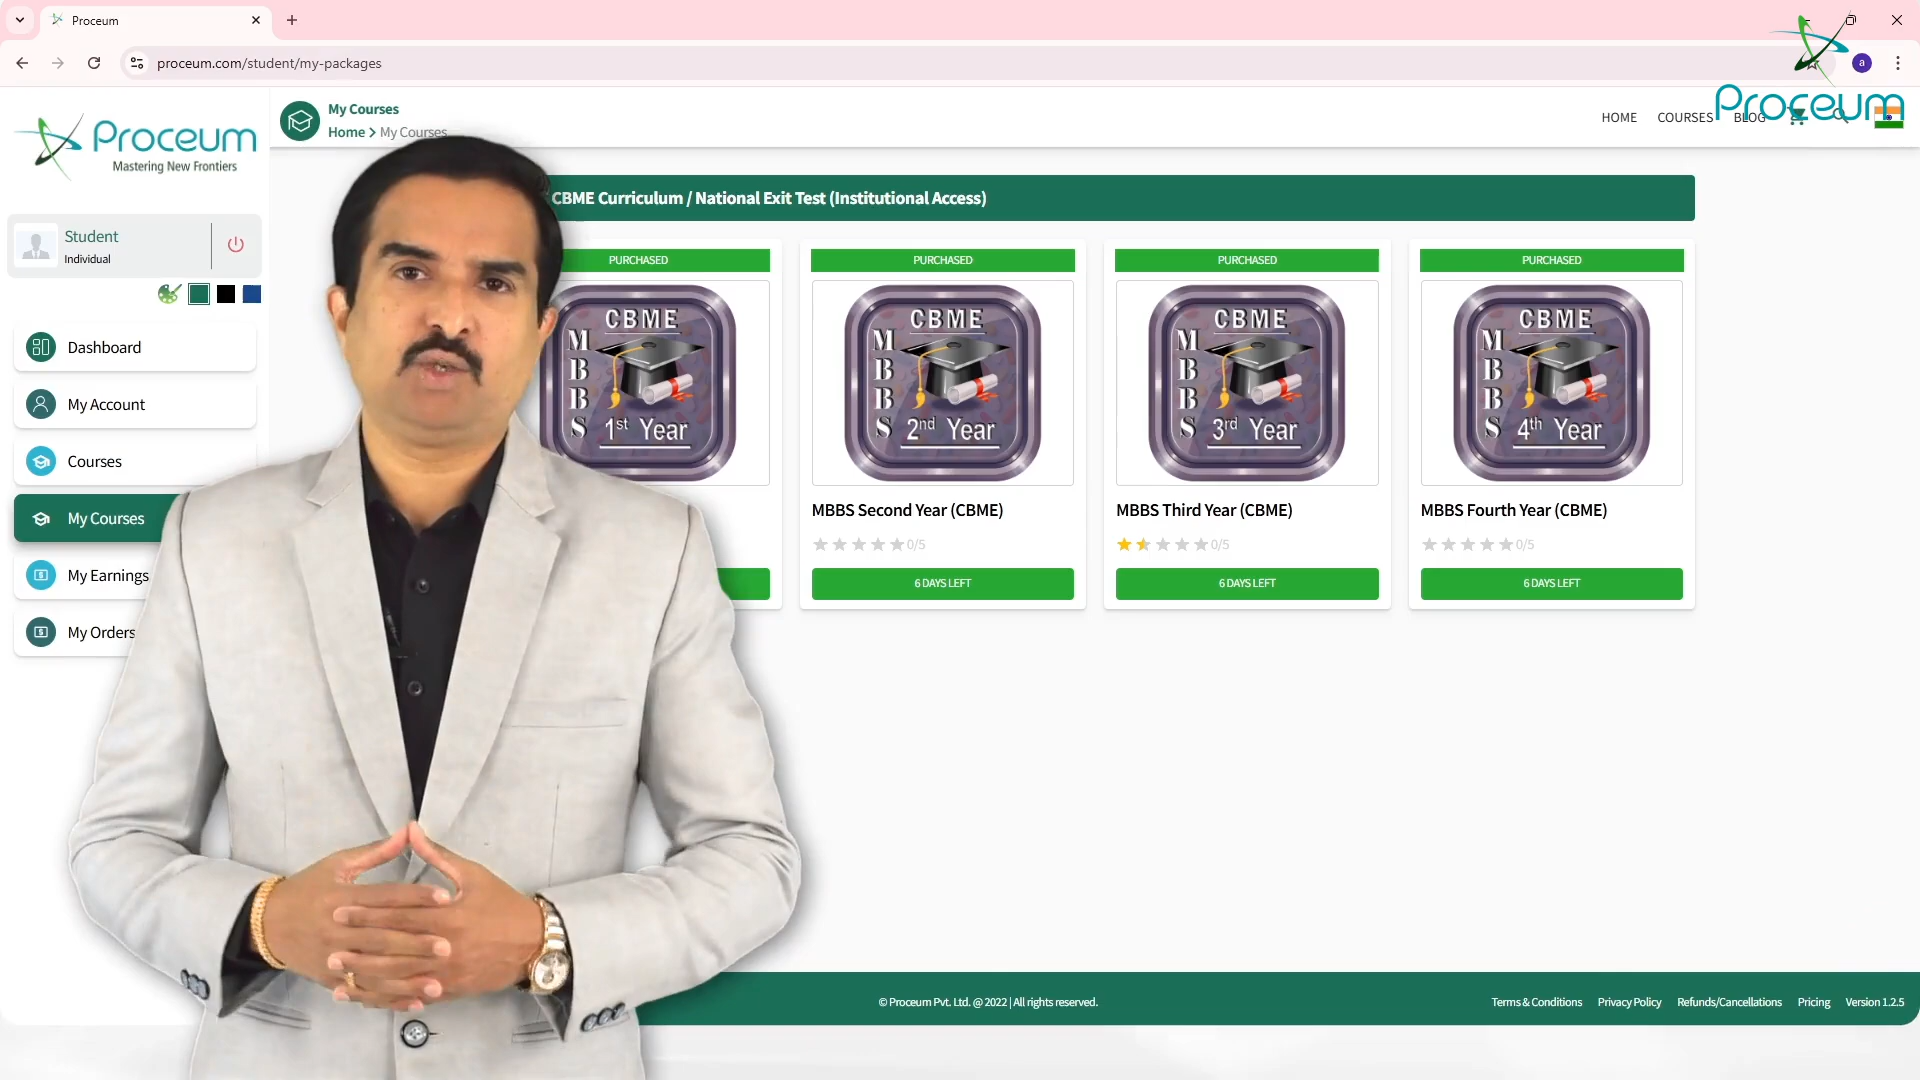 Proceum
proceum.com/student/my-packages
a
Proceum
Proceum
Mastering New Frontiers
My Courses
Home > My Courses
HOME
COURSES
BLOG
Student
Individual
Dashboard
My Account
Courses
My Courses
My Earnings
My Orders
CBME Curriculum / National Exit Test (Institutional Access)
PURCHASED
PURCHASED
PURCHASED
PURCHASED
CBME
MBBS
1st Year
CBME
MBBS
2nd Year
CBME
MBBS
3rd Year
CBME
MBBS
4th Year
MBBS Second Year (CBME)
MBBS Third Year (CBME)
MBBS Fourth Year (CBME)
0/5
0/5
0/5
6 DAYS LEFT
6 DAYS LEFT
6 DAYS LEFT
© Proceum Pvt. Ltd. @ 2022 | All rights reserved.
Terms & Conditions
Privacy Policy
Refunds/Cancellations
Pricing
Version 1.2.5